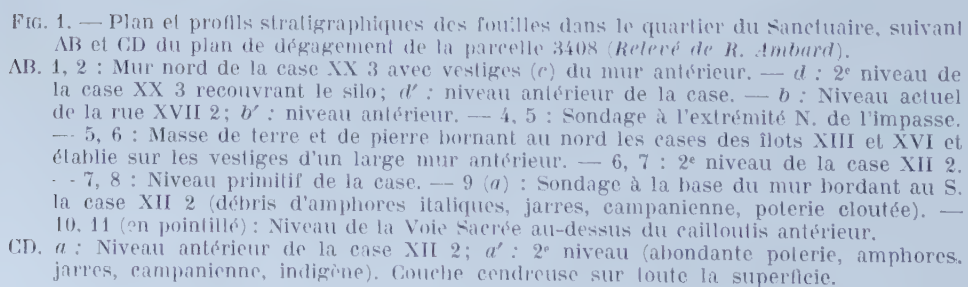 FIG. 1. — Plan et profils stratigraphiques des fouilles dans le quartier du Sanctuaire, suivant
AB et CD du plan de dégagement de la parcelle 3408 (Relevé de R. Ambard).
AB. 1, 2 : Mur nord de la case XX 3 avec vestiges (c) du mur antérieur. — d : 2e niveau de
la case XX 3 recouvrant le silo; d' : niveau antérieur de la case. — b : Niveau actuel
de la rue XVII 2; b' : niveau antérieur. — 4, 5 : Sondage à l'extrémité N. de l'impasse.
— 5, 6 : Masse de terre et de pierre bornant au nord les cases des îlots XIII et XVI et
établie sur les vestiges d'un large mur antérieur. — 6, 7 : 2e niveau de la case XII 2.
- - 7, 8 : Niveau primitif de la case. — 9 (a) : Sondage à la base du mur bordant au S.
la case XII 2 (débris d'amphores italiques, jarres, campanienne, poterie cloutée). —
10, 11 (en pointillé) : Niveau de la Voie Sacrée au-dessus du cailloutis antérieur.
CD. a : Niveau antérieur de la case XII 2; a' : 2e niveau (abondante poterie, amphores,
jarres, campanienne, indigène). Couche cendreuse sur toute la superficie.